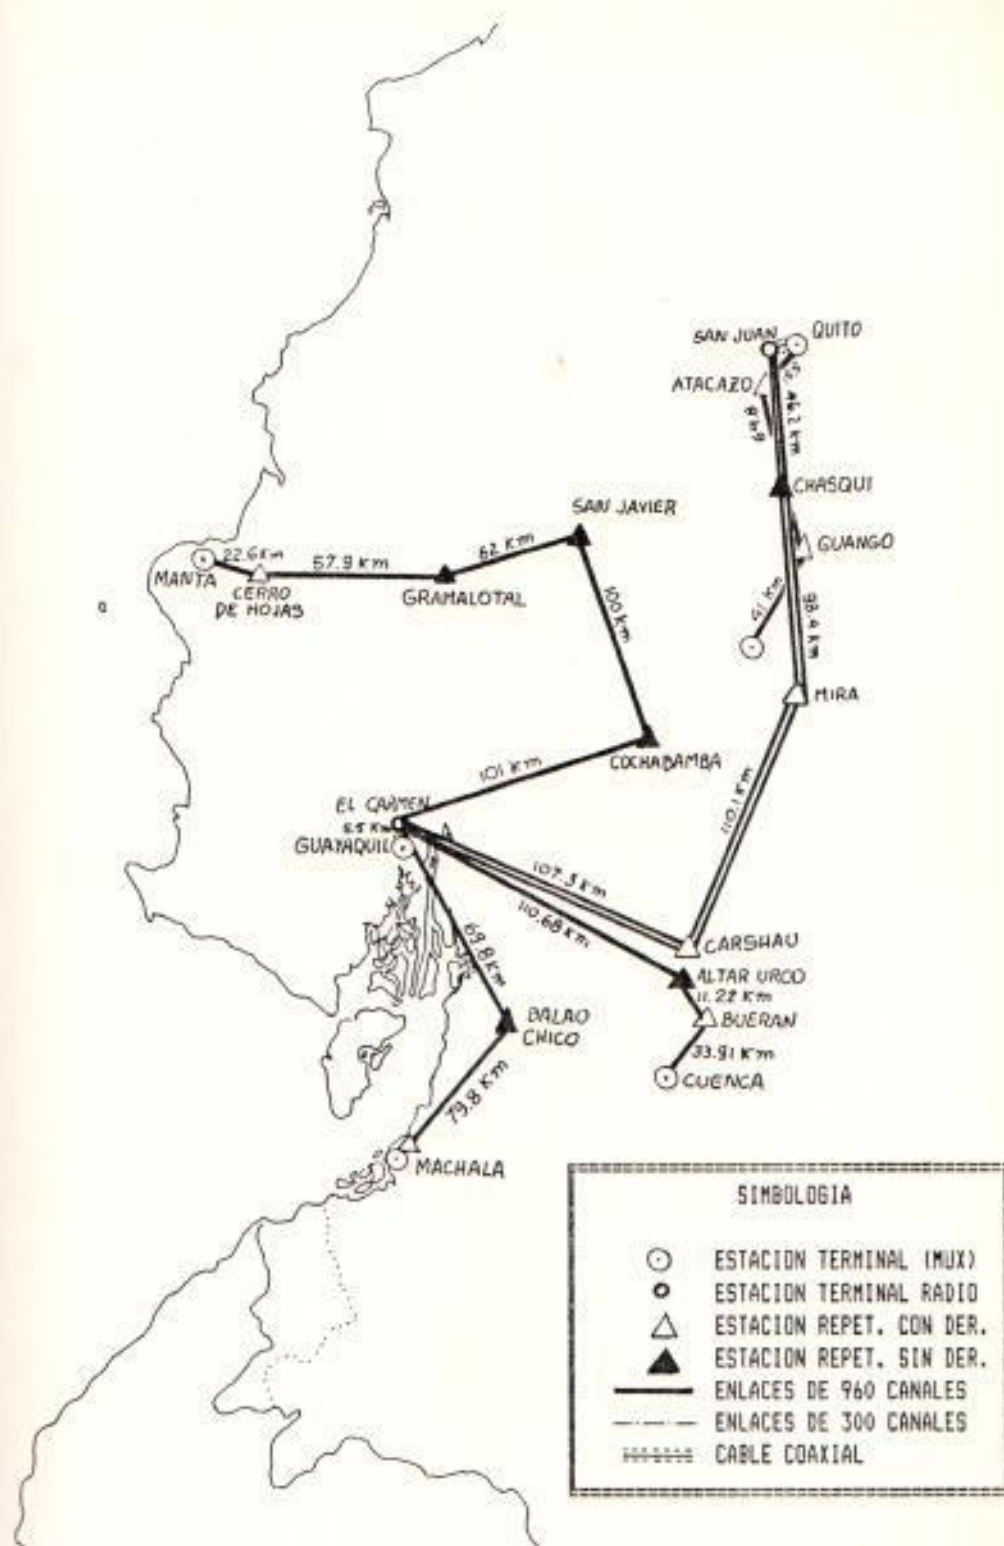 SAN JUAN
QUITO
ATACAZO
46.2 Km
CHASQUI
SAN JAVIER
GUANGO
62 KM
22.6 Km
57.9 Km
MANTA
CERRO
DE HOJAS
GRAMALOTAL
100 Km
41 KM
98.4 Km
MIRA
COCHABAMBA
101 Km
EL CARMEN
GUAYAQUIL
110.1 Km
107.3 Km
110.68 Km
CARSHAU
69.8 Km
ALTAR URCO
11.22 Km
BALAO
CHICO
BUERAN
33.91 Km
CUENCA
79.8 Km
MACHALA
SIMBOLOGIA
ESTACION TERMINAL (MUX)
ESTACION TERMINAL RADIO
ESTACION REPET. CON DER.
ESTACION REPET. SIN DER.
ENLACES DE 960 CANALES
ENLACES DE 300 CANALES
CABLE COAXIAL